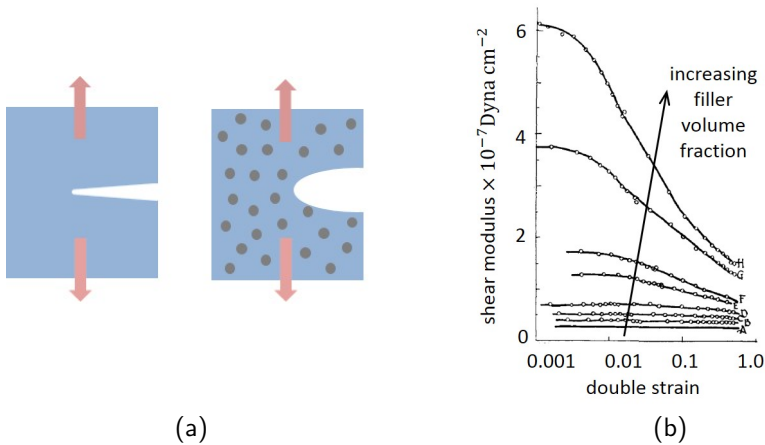 6
4
2
0
shear modulus × 10⁻⁷ Dyna cm⁻²
increasing
filler
volume
fraction
H
G
F
E
D
C
B
A
0.001
0.01
0.1
1.0
double strain
(a)
(b)